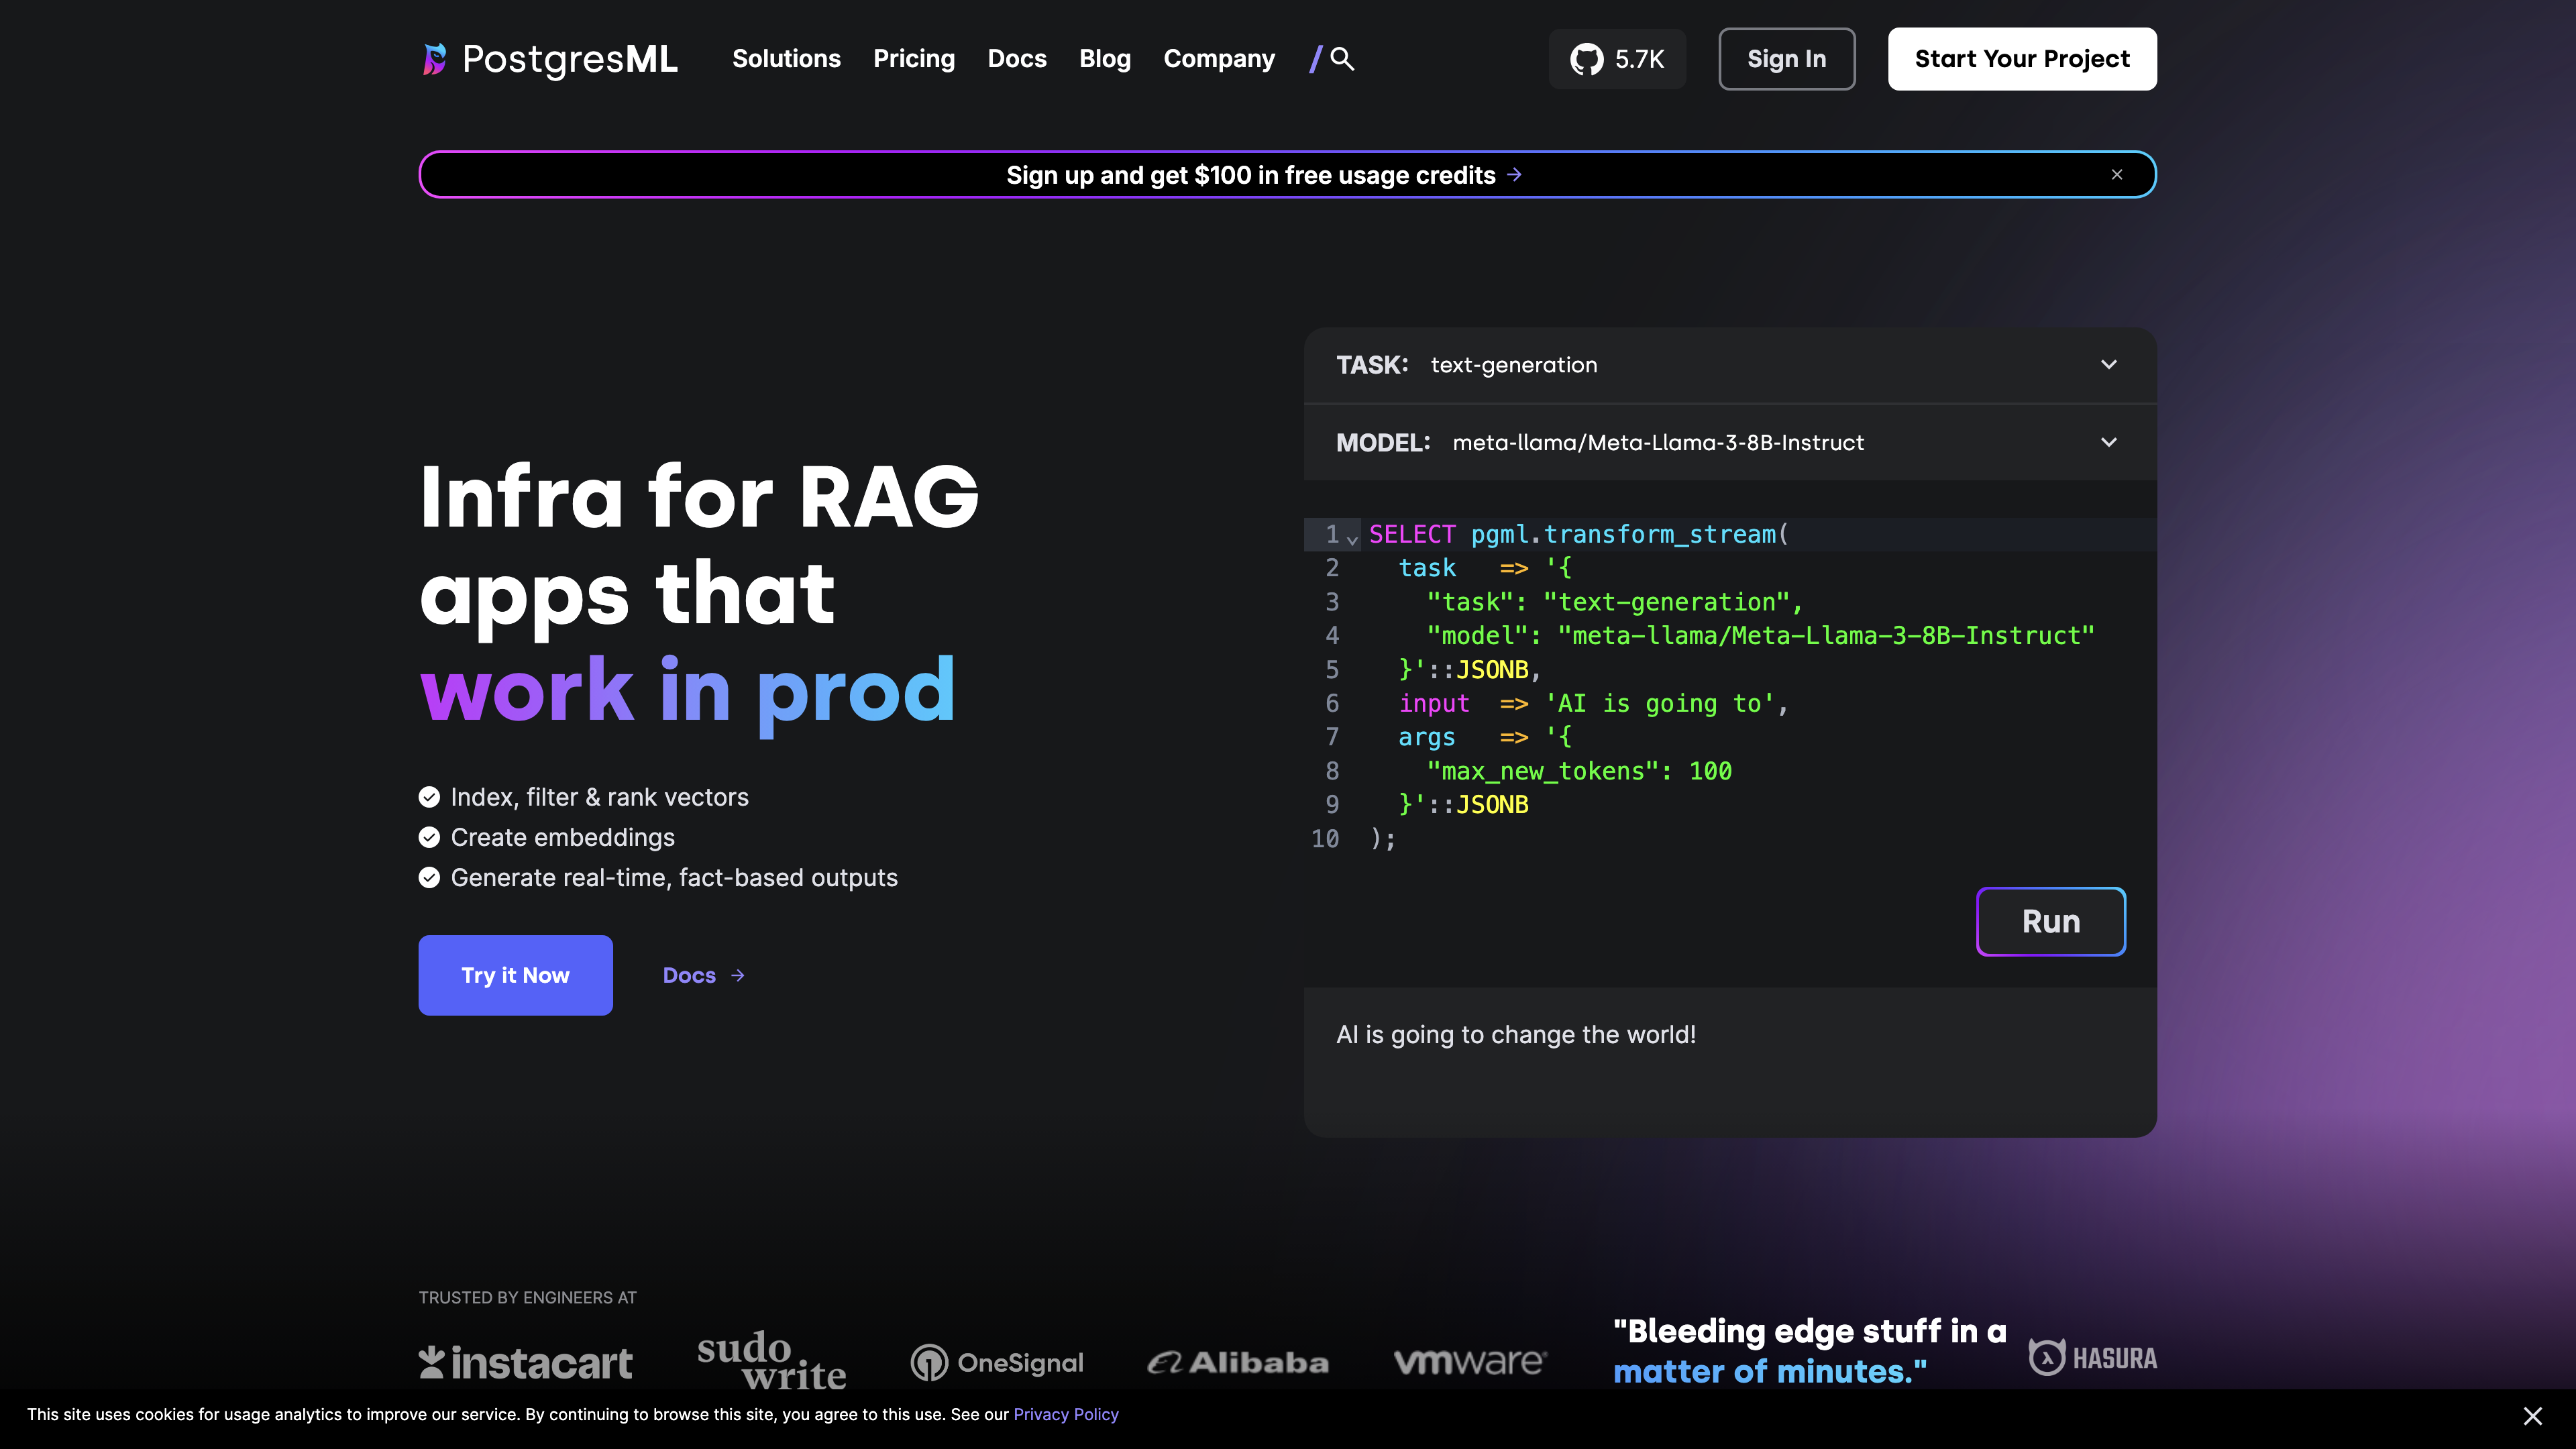 PostgresML
Solutions
Pricing
Docs
Blog
Company
/
5.7K
Sign In
Start Your Project
Sign up and get $100 in free usage credits →
Infra for RAG
apps that
work in prod
Index, filter & rank vectors
Create embeddings
Generate real-time, fact-based outputs
Try it Now
Docs →
TASK: text-generation
MODEL: meta-llama/Meta-Llama-3-8B-Instruct
1 SELECT pgml.transform_stream(
2   task   => '{
3     "task": "text-generation",
4     "model": "meta-llama/Meta-Llama-3-8B-Instruct"
5   }'::JSONB,
6   input  => 'AI is going to',
7   args   => '{
8     "max_new_tokens": 100
9   }'::JSONB
10 );
Run
AI is going to change the world!
TRUSTED BY ENGINEERS AT
instacart
sudo
write
OneSignal
Alibaba
vmware®
"Bleeding edge stuff in a
matter of minutes."
HASURA
This site uses cookies for usage analytics to improve our service. By continuing to browse this site, you agree to this use. See our Privacy Policy